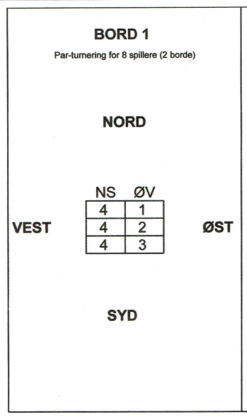 BORD 1
Par-turnering for 8 spillere (2 borde)
NORD
NS ØV
4 1
VEST 4 2 ØST
4 3
SYD